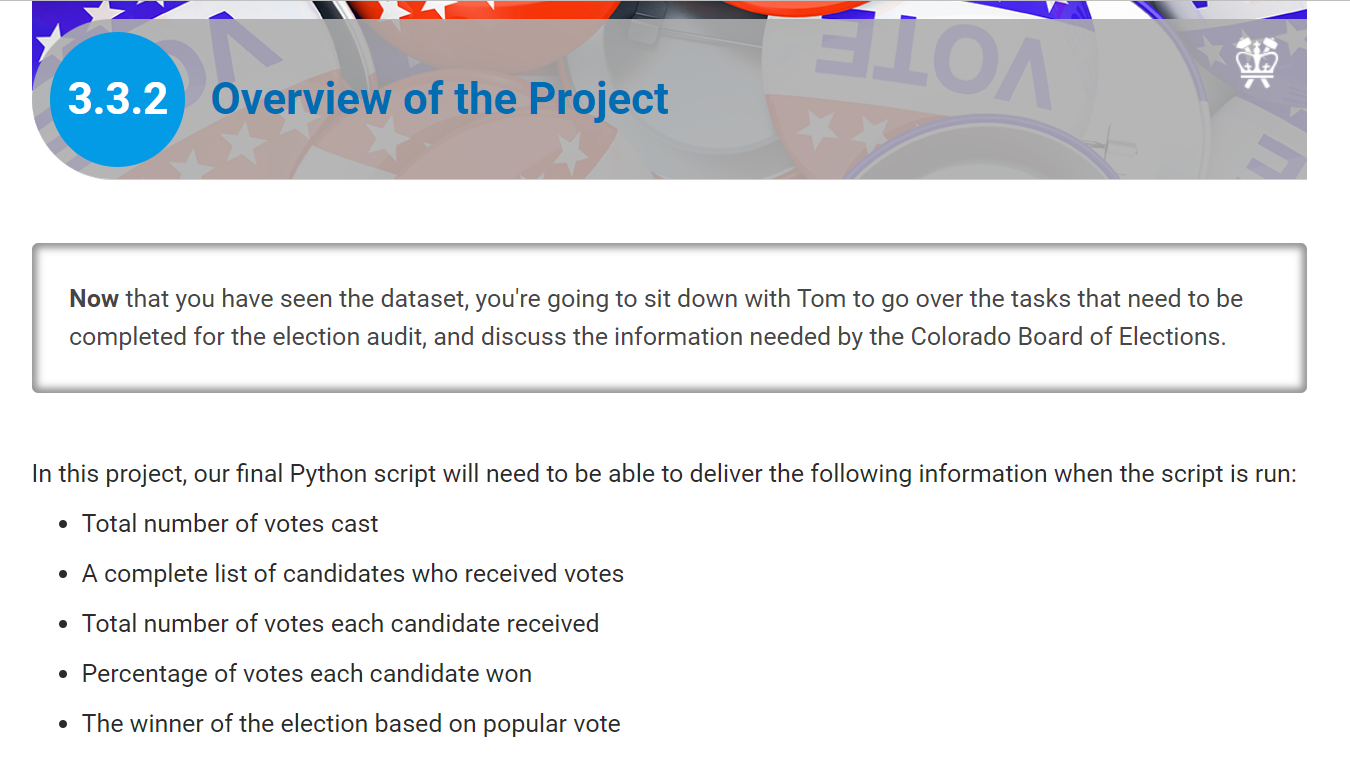 VOTE
3.3.2
Overview of the Project
Now that you have seen the dataset, you're going to sit down with Tom to go over the tasks that need to be
completed for the election audit, and discuss the information needed by the Colorado Board of Elections.
In this project, our final Python script will need to be able to deliver the following information when the script is run:
• Total number of votes cast
• A complete list of candidates who received votes
• Total number of votes each candidate received
• Percentage of votes each candidate won
• The winner of the election based on popular vote